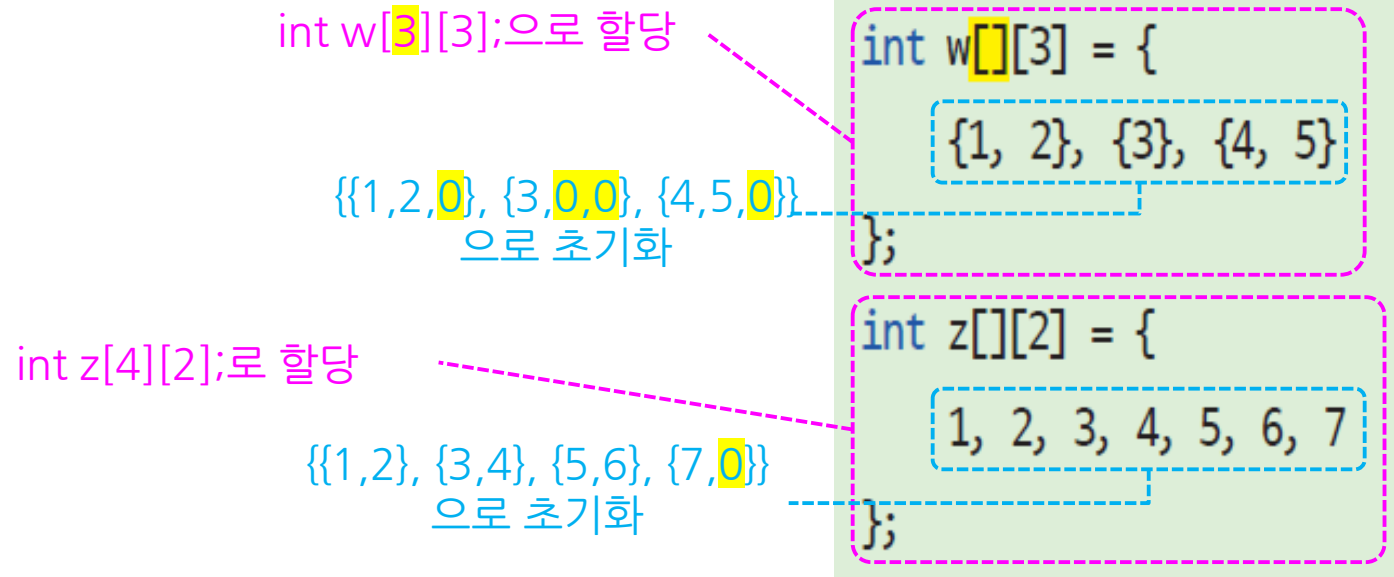 int w[3][3];으로 할당
{{1,2,0}, {3,0,0}, {4,5,0}}
으로 초기화
int z[4][2];로 할당
{{1,2}, {3,4}, {5,6}, {7,0}}
으로 초기화
int w[][3] = {
{1, 2}, {3}, {4, 5}
};
int z[][2] = {
1, 2, 3, 4, 5, 6, 7
};